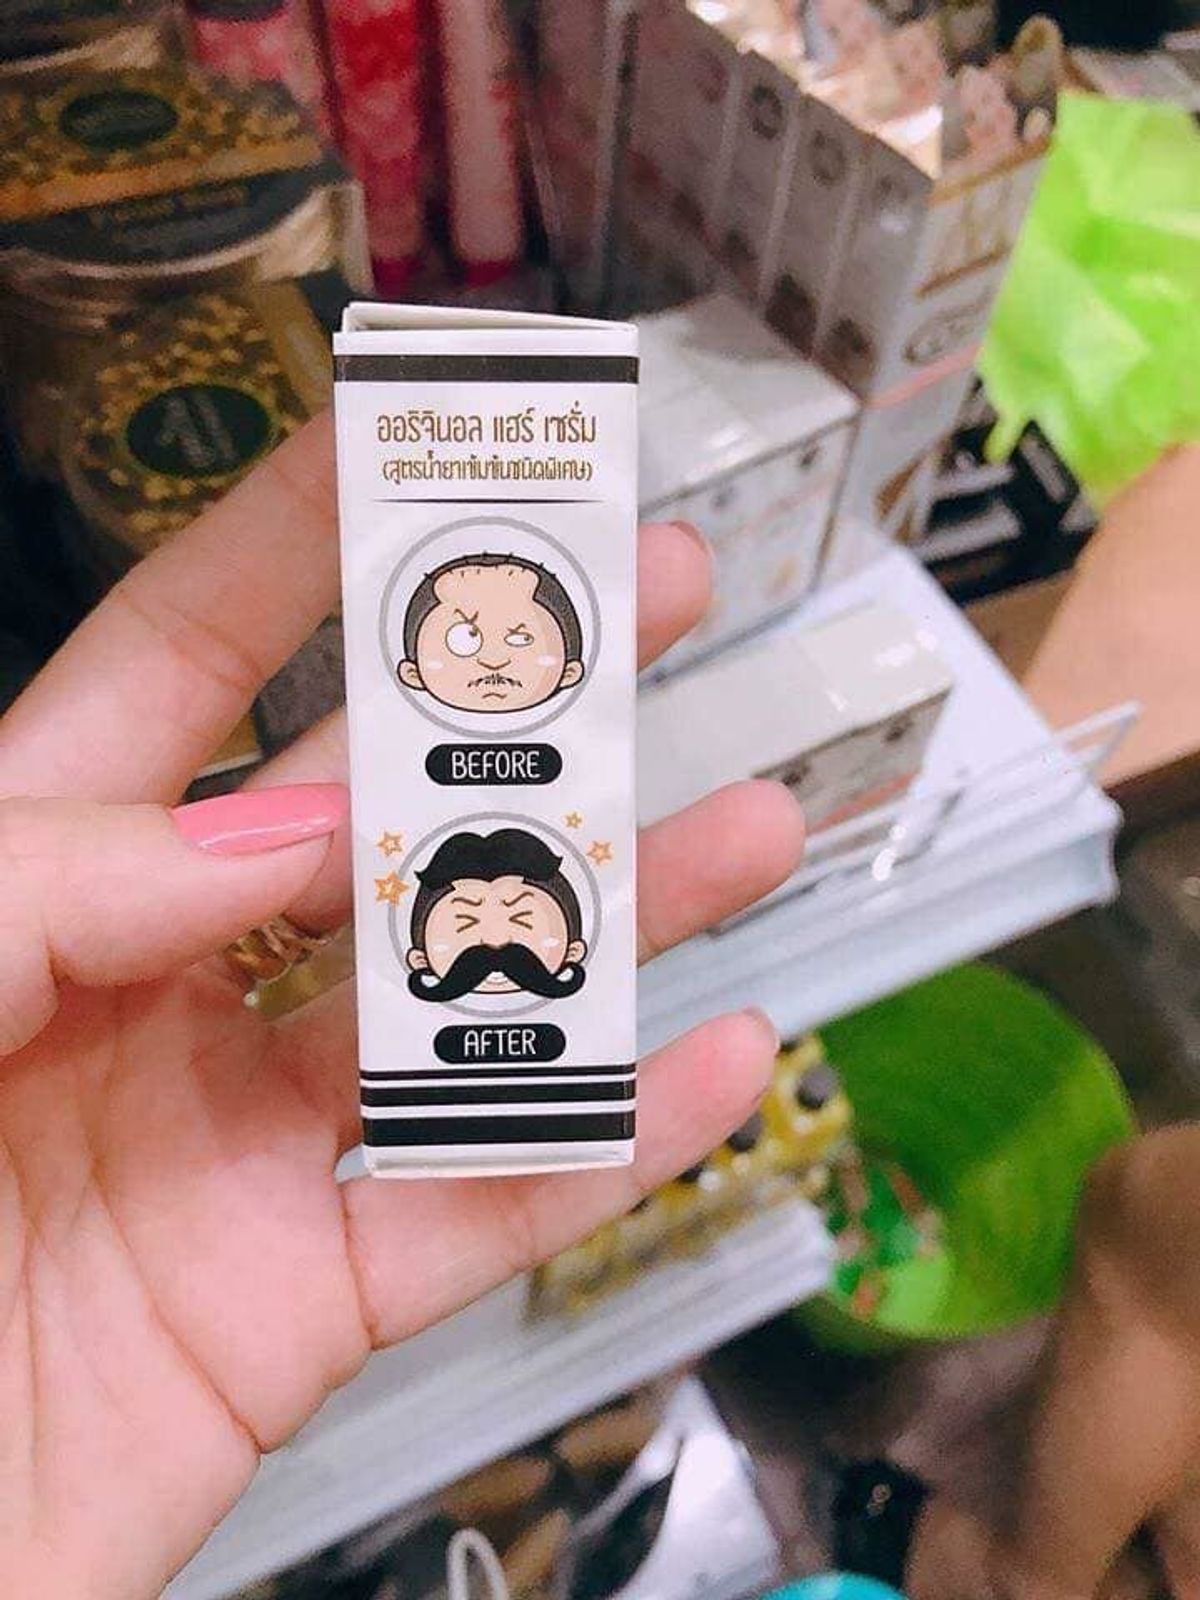 ออริจินอล แฮร์ เซรั่ม
(สูตรน้ำยาเข้มข้นชนิดพิเศษ)
BEFORE
AFTER